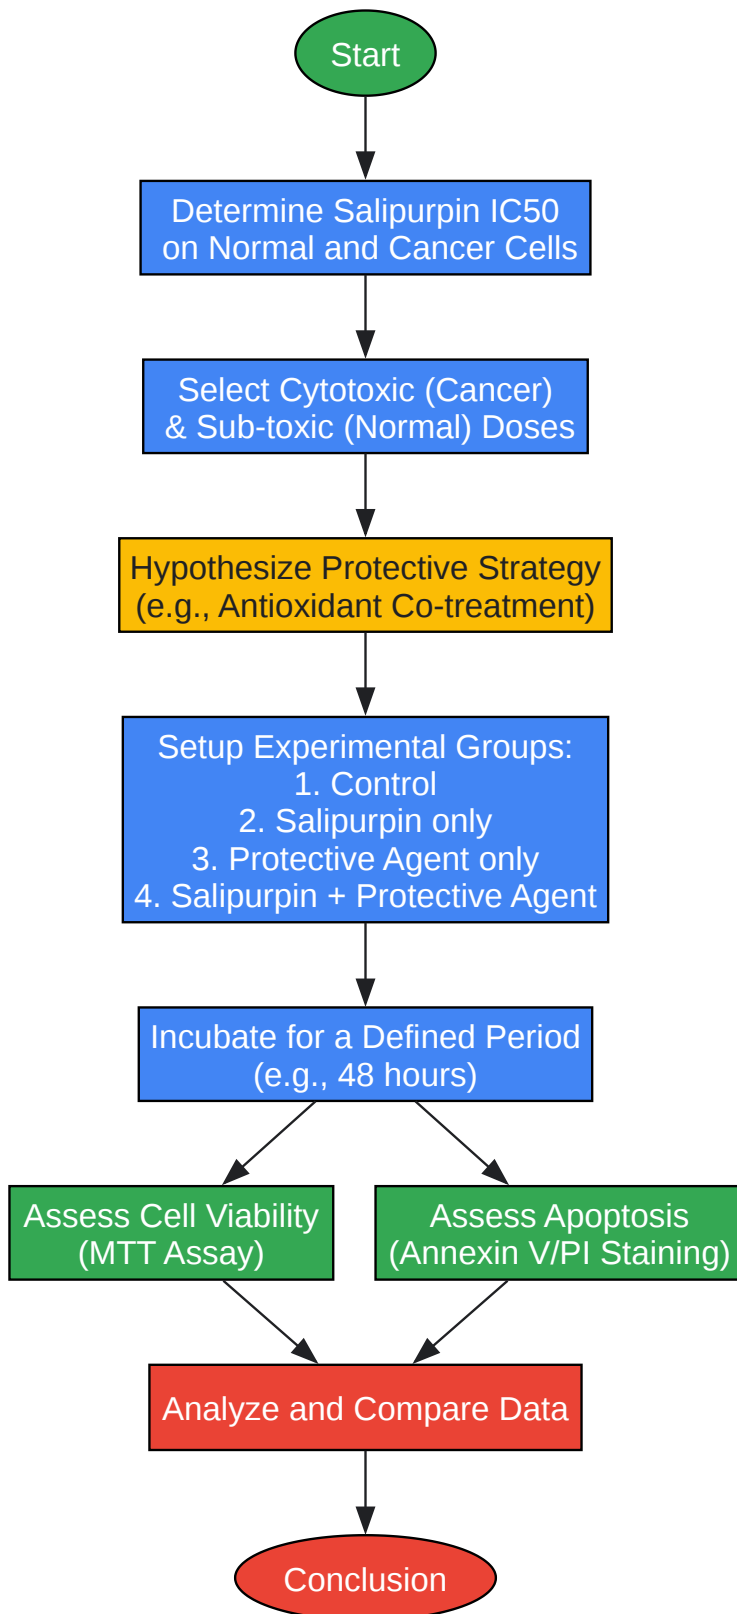 Start
Determine Salipurpin IC50
on Normal and Cancer Cells
Select Cytotoxic (Cancer)
& Sub-toxic (Normal) Doses
Hypothesize Protective Strategy
(e.g., Antioxidant Co-treatment)
Setup Experimental Groups:
1. Control
2. Salipurpin only
3. Protective Agent only
4. Salipurpin + Protective Agent
Incubate for a Defined Period
(e.g., 48 hours)
Assess Cell Viability
(MTT Assay)
Assess Apoptosis
(Annexin V/PI Staining)
Analyze and Compare Data
Conclusion